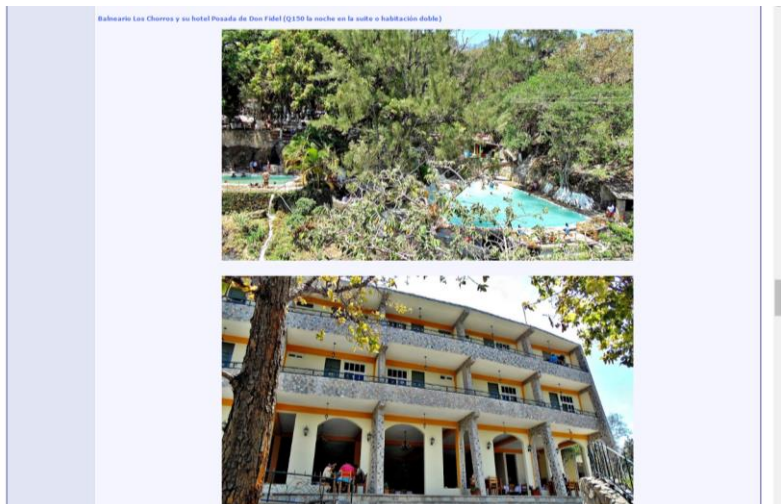 Balneario Los Chorros y su hotel Posada de Don Fidel (Q150 la noche en la suite o habitación doble)